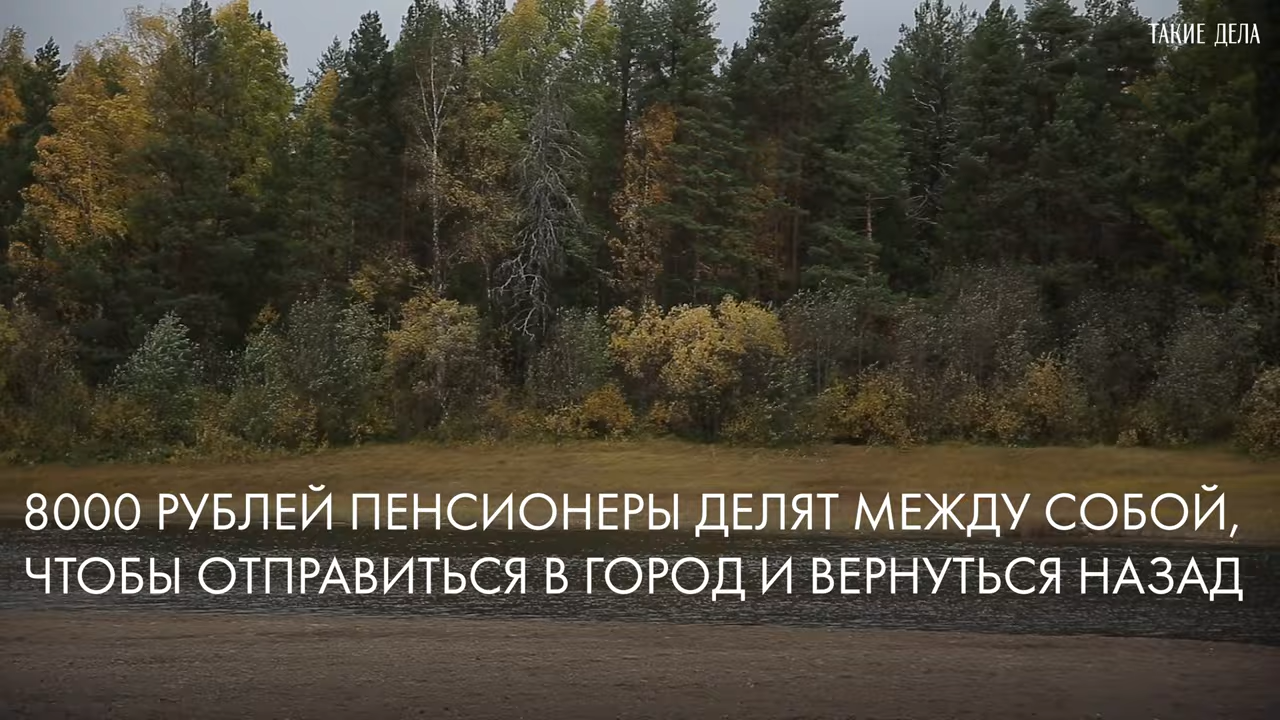 ТАКИЕ ДЕЛА
8000 РУБЛЕЙ ПЕНСИОНЕРЫ ДЕЛЯТ МЕЖДУ СОБОЙ,
ЧТОБЫ ОТПРАВИТЬСЯ В ГОРОД И ВЕРНУТЬСЯ НАЗАД